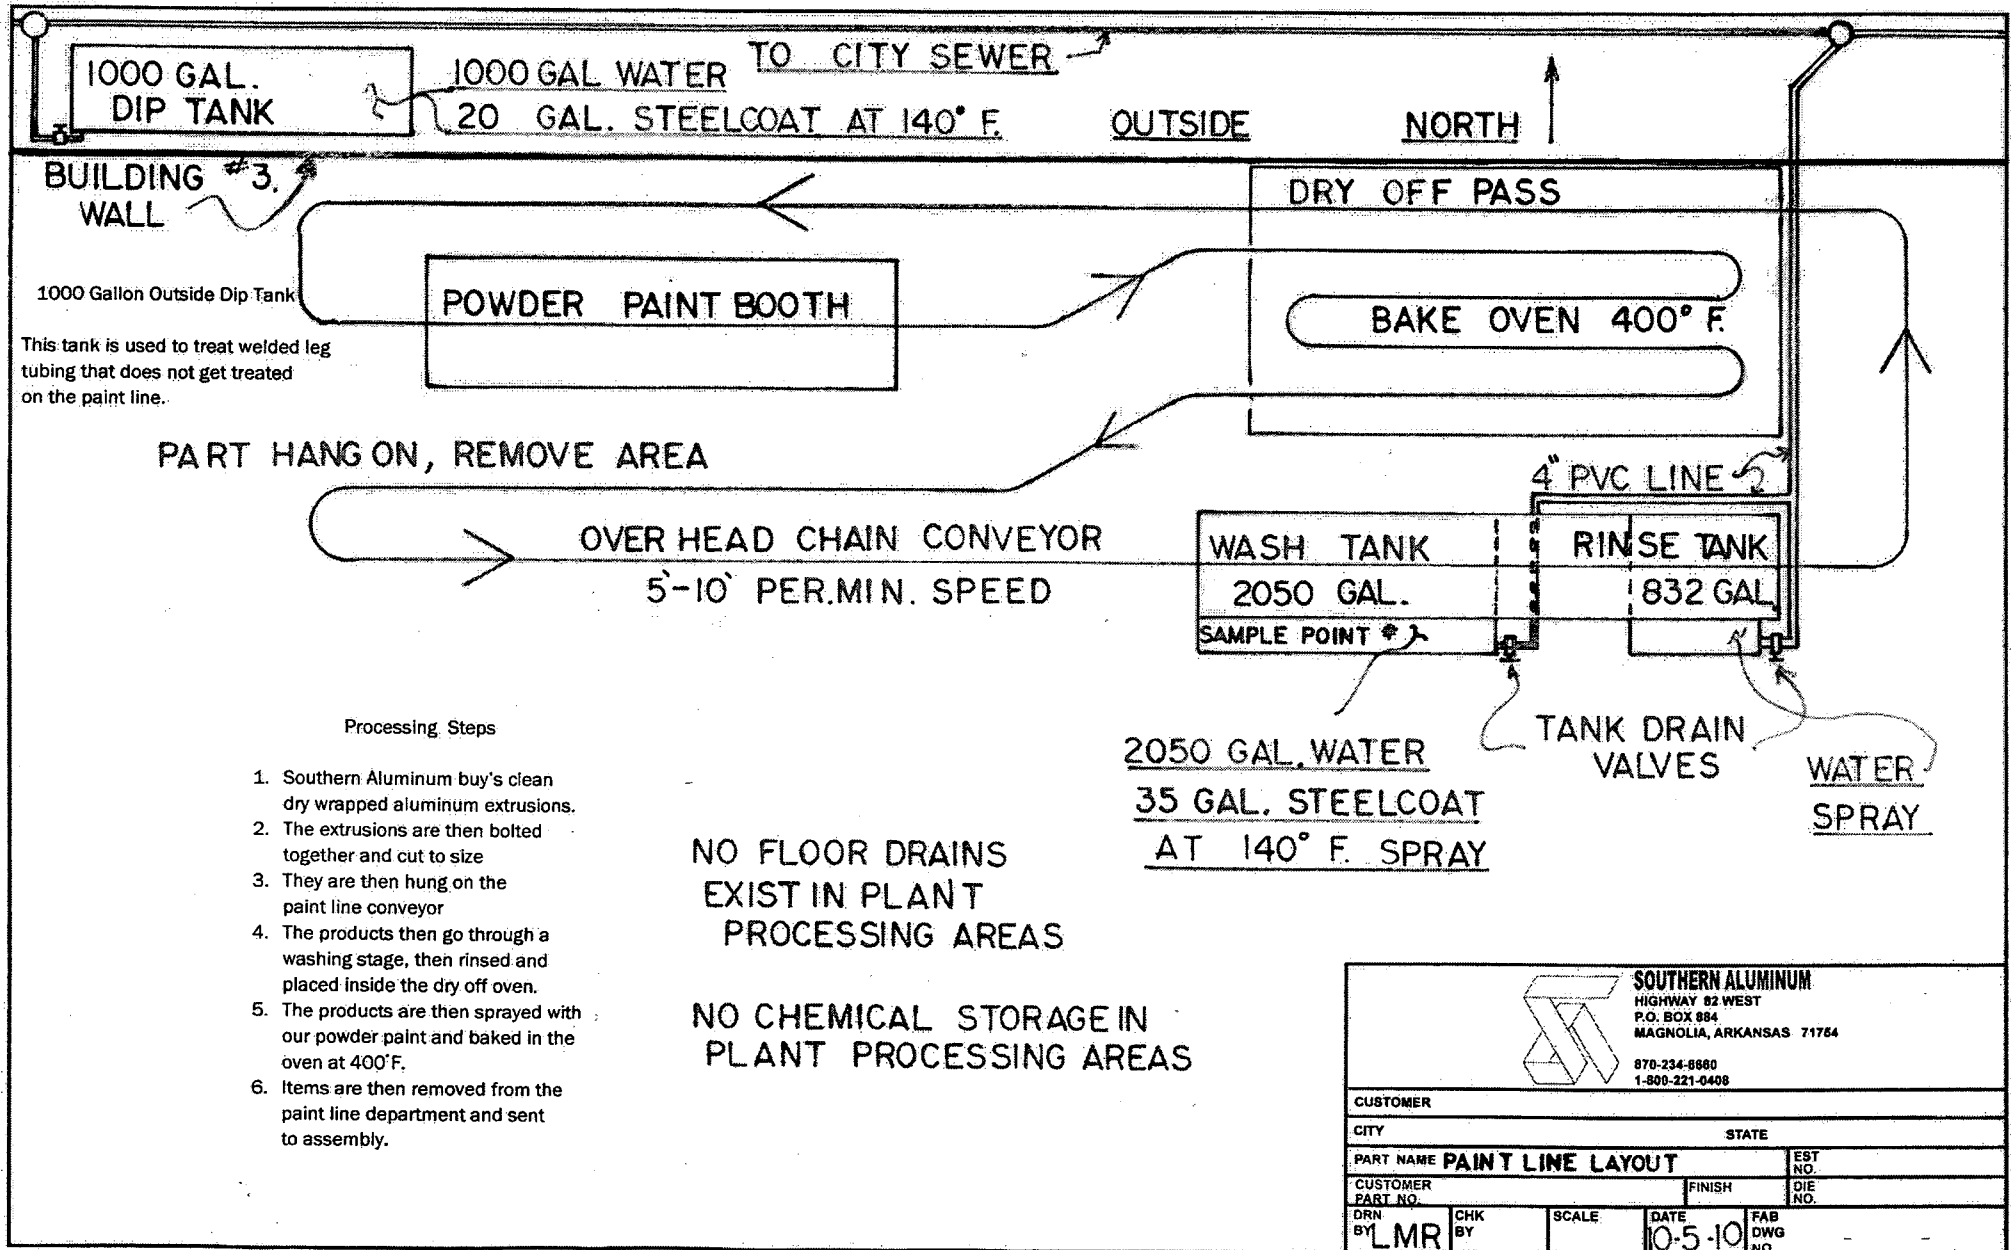 1000 GAL.
DIP TANK
1000 GAL WATER
20 GAL. STEELCOAT AT 140° F.
TO CITY SEWER
OUTSIDE
NORTH
BUILDING #3.
WALL
DRY OFF PASS
1000 Gallon Outside Dip Tank
This tank is used to treat welded leg
tubing that does not get treated
on the paint line.
POWDER PAINT BOOTH
BAKE OVEN 400° F.
PART HANG ON, REMOVE AREA
4" PVC LINE
OVER HEAD CHAIN CONVEYOR
5'-10' PER.MIN. SPEED
WASH TANK
2050 GAL.
SAMPLE POINT # 2
RINSE TANK
832 GAL.
TANK DRAIN
VALVES
WATER
SPRAY
2050 GAL. WATER
35 GAL. STEELCOAT
AT 140° F. SPRAY
Processing Steps
1. Southern Aluminum buy's clean
dry wrapped aluminum extrusions.
2. The extrusions are then bolted
together and cut to size
3. They are then hung on the
paint line conveyor
4. The products then go through a
washing stage, then rinsed and
placed inside the dry off oven.
5. The products are then sprayed with
our powder paint and baked in the
oven at 400°F.
6. Items are then removed from the
paint line department and sent
to assembly.
NO FLOOR DRAINS
EXIST IN PLANT
PROCESSING AREAS
NO CHEMICAL STORAGE IN
PLANT PROCESSING AREAS
SOUTHERN ALUMINUM
HIGHWAY 82 WEST
P.O. BOX 884
MAGNOLIA, ARKANSAS 71754
870-234-8660
1-800-221-0408
CUSTOMER
CITY STATE
PART NAME PAINT LINE LAYOUT
EST
NO.
CUSTOMER
PART NO.
FINISH
DIE
NO.
DRN
BY LMR
CHK
BY
SCALE
DATE
10-5-10
FAB
DWG
NO.